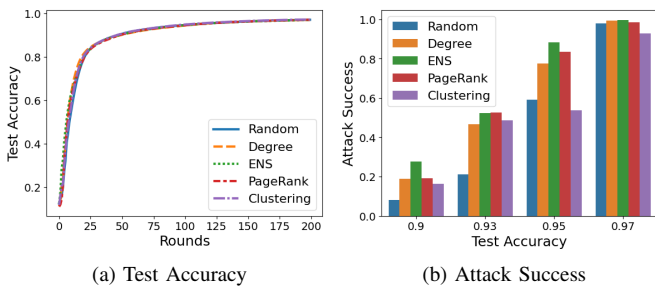 1.0
0.8
0.6
0.4
0.2
Test Accuracy
0 25 50 75 100 125 150 175 200
Rounds
Random
Degree
ENS
PageRank
Clustering
(a) Test Accuracy
1.0
0.8
0.6
0.4
0.2
0.0
Attack Success
Random
Degree
ENS
PageRank
Clustering
0.9 0.93 0.95 0.97
Test Accuracy
(b) Attack Success